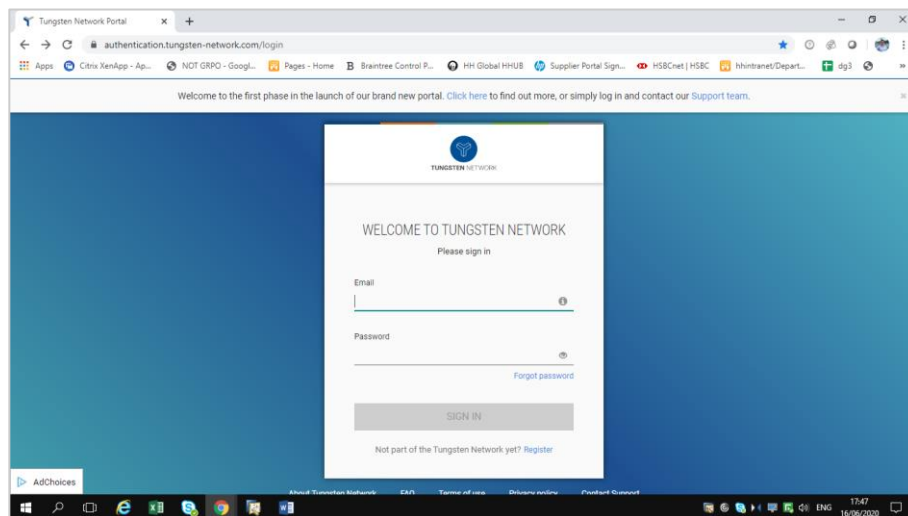 Tungsten Network Portal
authentication.tungsten-network.com/login
Apps Citrix XenApp - Ap... NOT GRPO - Googl... Pages - Home Braintree Control P... HH Global HHUB Supplier Portal Sign... HSBCnet | HSBC hhintranet/Depart... dg3
Welcome to the first phase in the launch of our brand new portal. Click here to find out more, or simply log in and contact our Support team.
TUNGSTEN NETWORK
WELCOME TO TUNGSTEN NETWORK
Please sign in
Email
Password
Forgot password
SIGN IN
Not part of the Tungsten Network yet? Register
AdChoices
About Tungsten Network FAQ Terms of use Privacy policy Contact Support
ENG
17:47
16/06/2020